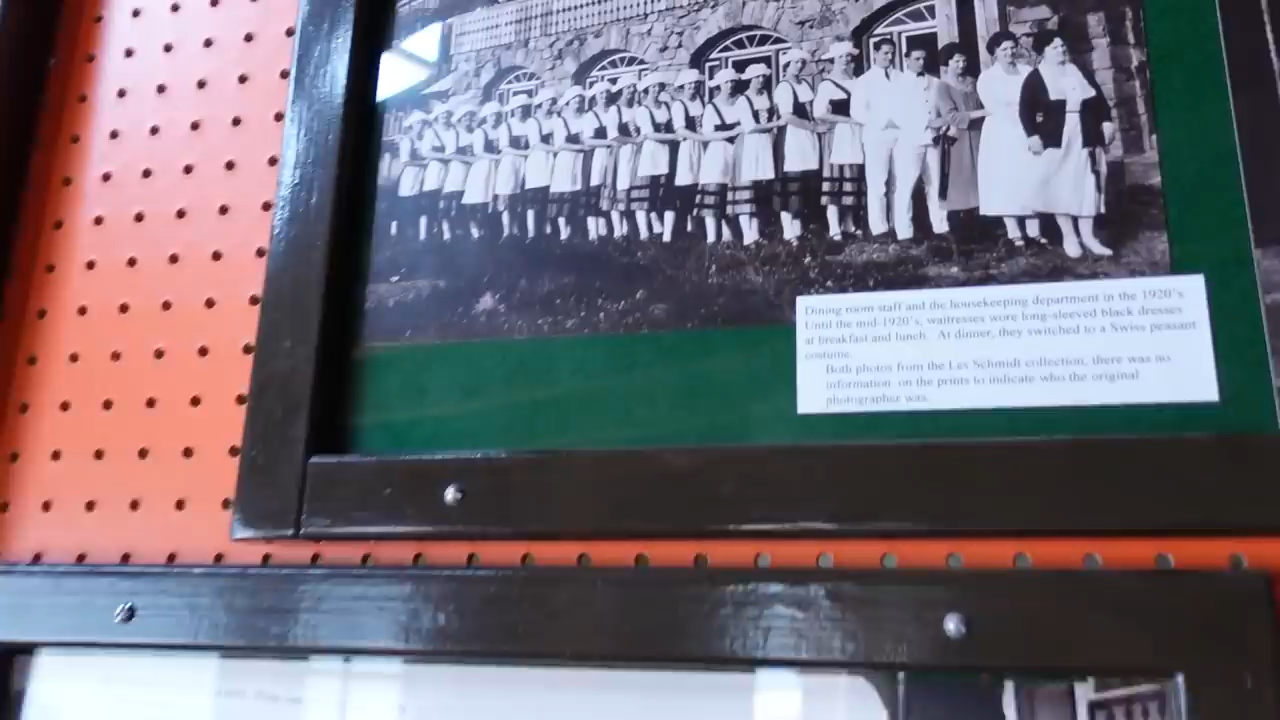 Dining room staff and the housekeeping department in the 1920's.
Until the mid-1920's, waitresses wore long-sleeved black dresses
at breakfast and lunch. At dinner, they switched to a Swiss peasant
costume.
Both photos from the Les Schmidt collection, there was no
information on the prints to indicate who the original
photographer was.